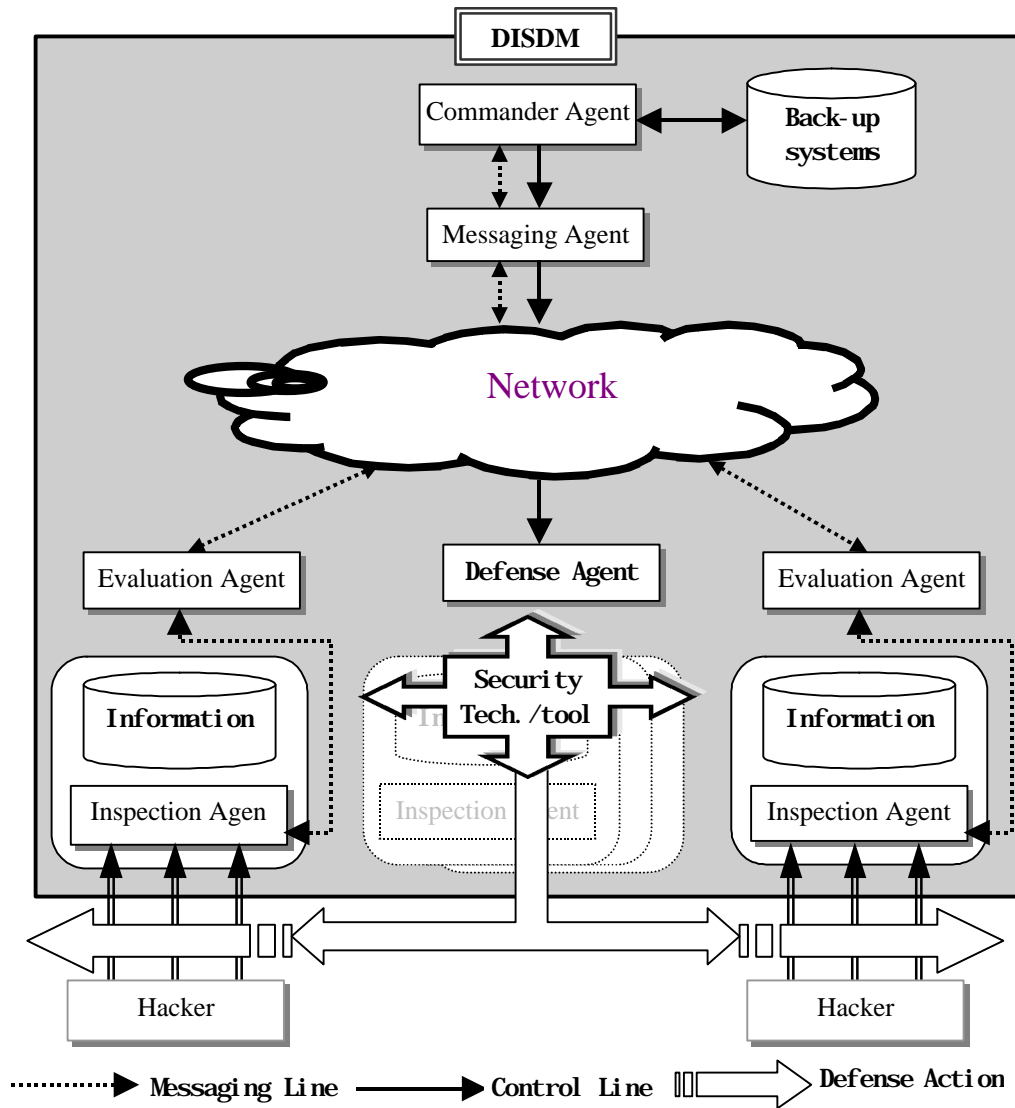 DISDM
Commander Agent
Back-up
systems
Messaging Agent
Network
Evaluation Agent
Defense Agent
Evaluation Agent
Information
Security
Tech./tool
Information
Inspection Agen
Inspection Agent
Hacker
Hacker
Messaging Line
Control Line
Defense Action